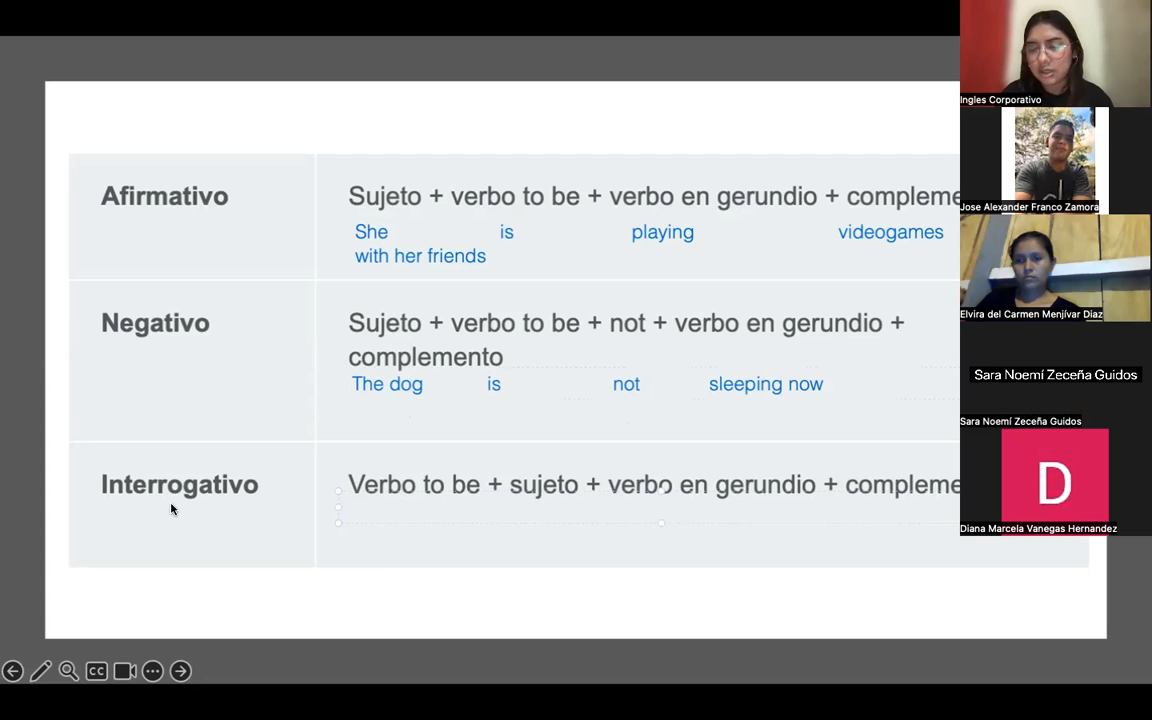 Afirmativo
Sujeto + verbo to be + verbo en gerundio + compleme
She is playing videogames
with her friends
Negativo
Sujeto + verbo to be + not + verbo en gerundio +
complemento
The dog is not sleeping now
Interrogativo
Verbo to be + sujeto + verbo en gerundio + compleme
Ingles Corporativo
Jose Alexander Franco Zamora
Elvira del Carmen Menjívar Diaz
Sara Noemí Zeceña Guidos
Sara Noemí Zeceña Guidos
D
Diana Marcela Vanegas Hernandez
CC